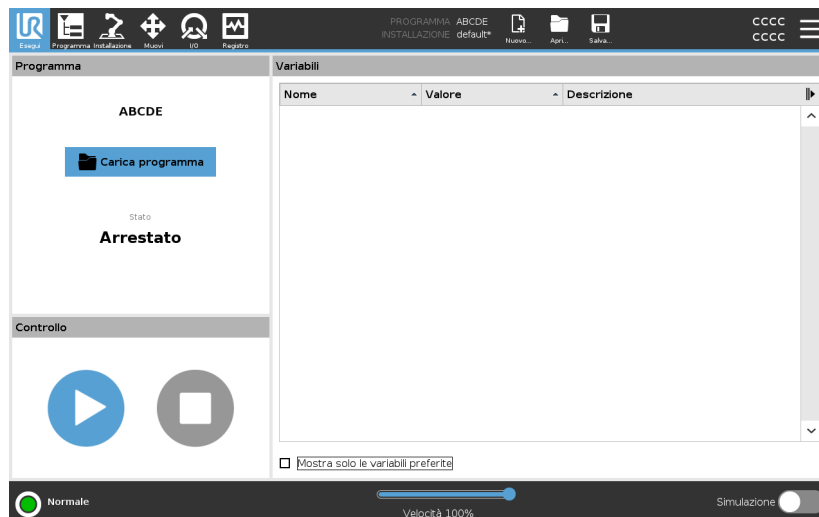 UR
Esegui
Programma
Installazione
Muovi
I/O
Registro
PROGRAMMA ABCDE
INSTALLAZIONE default*
Nuovo...
Apri...
Salva...
CCCC
CCCC
Programma
ABCDE
Carica programma
Stato
Arrestato
Controllo
Variabili
Nome
Valore
Descrizione
Mostra solo le variabili preferite
Normale
Velocità 100%
Simulazione